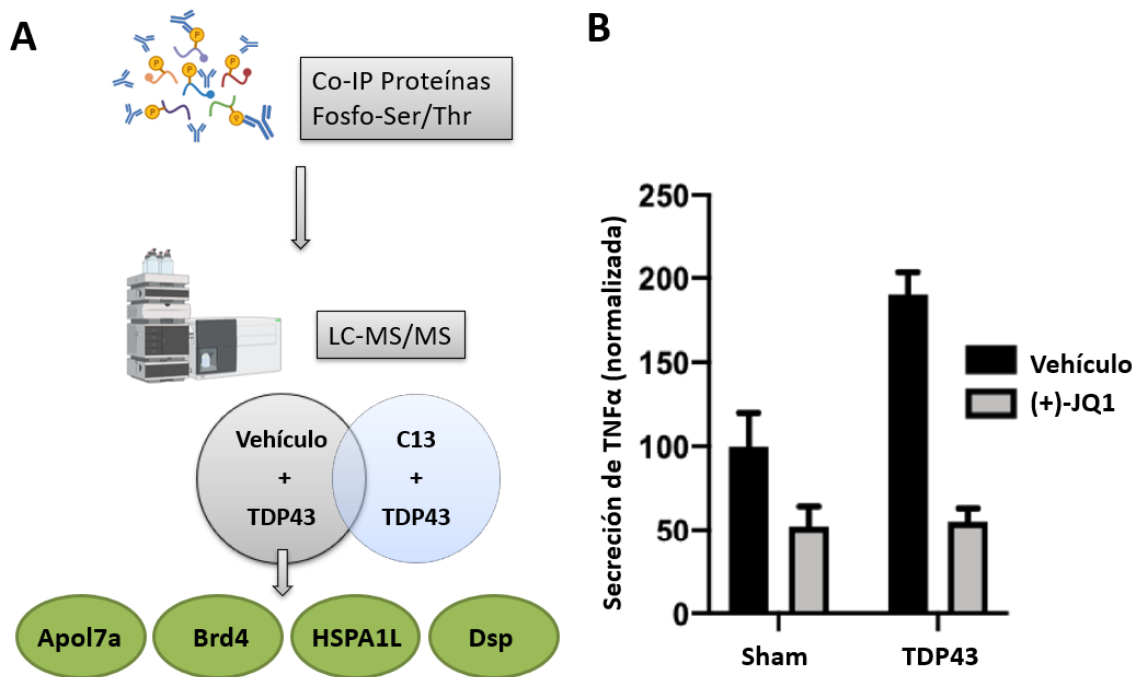 A
Co-IP Proteínas
Fosfo-Ser/Thr
P
P
P
P
P
P
P
LC-MS/MS
Vehículo
+
TDP43
C13
+
TDP43
Apol7a
Brd4
HSPA1L
Dsp
B
Secreción de TNFα (normalizada)
250
200
150
100
50
0
Sham
TDP43
Vehículo
(+)-JQ1